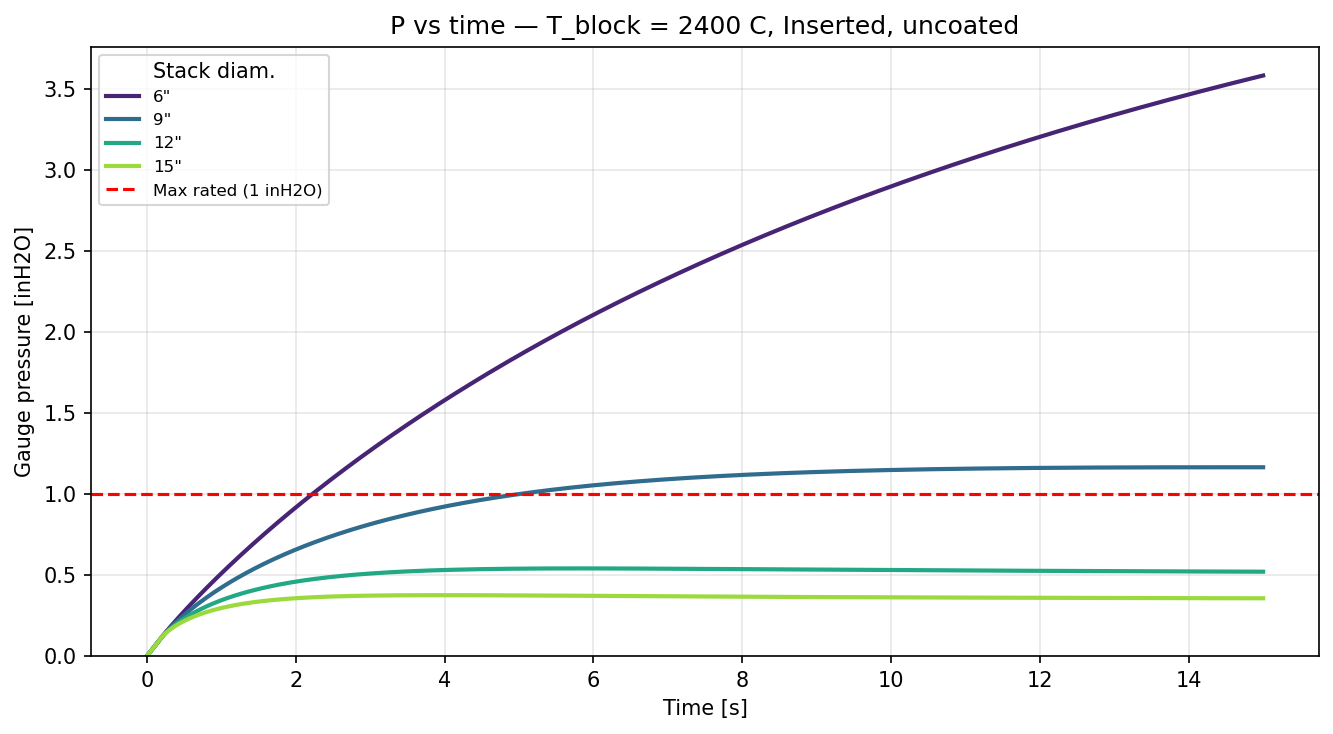 P vs time — T_block = 2400 C, Inserted, uncoated
Stack diam.
6"
9"
12"
15"
Max rated (1 inH2O)
Gauge pressure [inH2O]
3.5
3.0
2.5
2.0
1.5
1.0
0.5
0.0
0 2 4 6 8 10 12 14
Time [s]